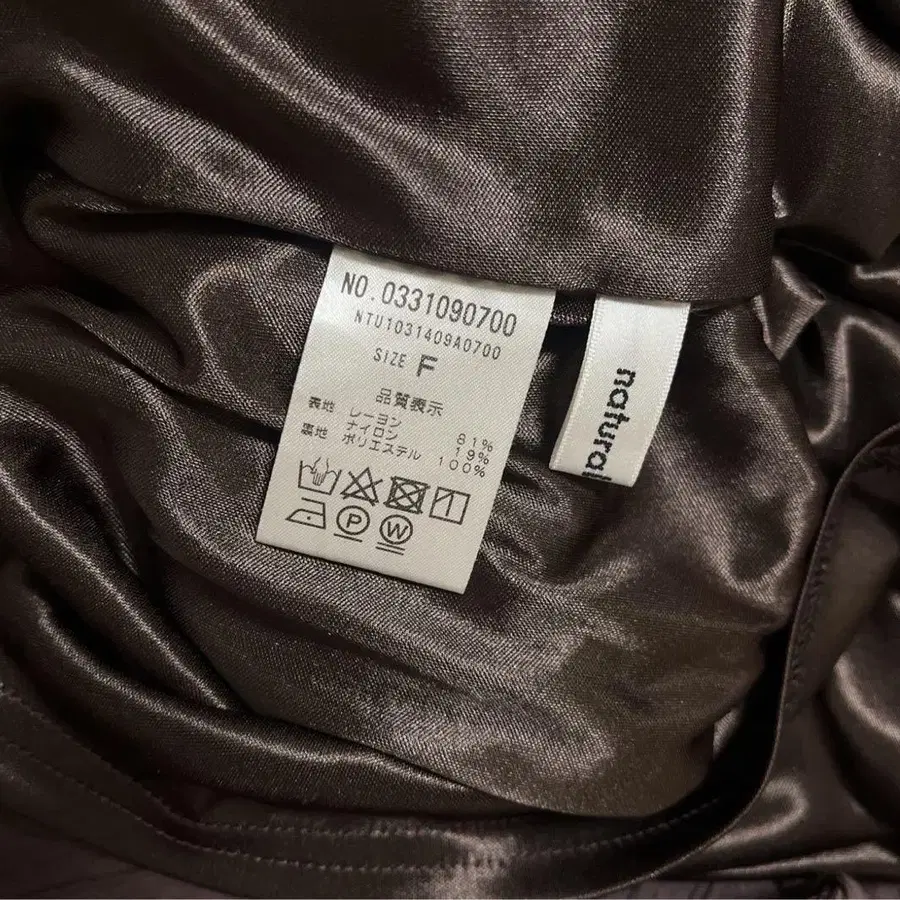 NO.0331090700
NTU1031409A0700
SIZE F
品質表示
表地 レーヨン 81%
ナイロン 19%
裏地 ポリエステル 100%
P W
natural